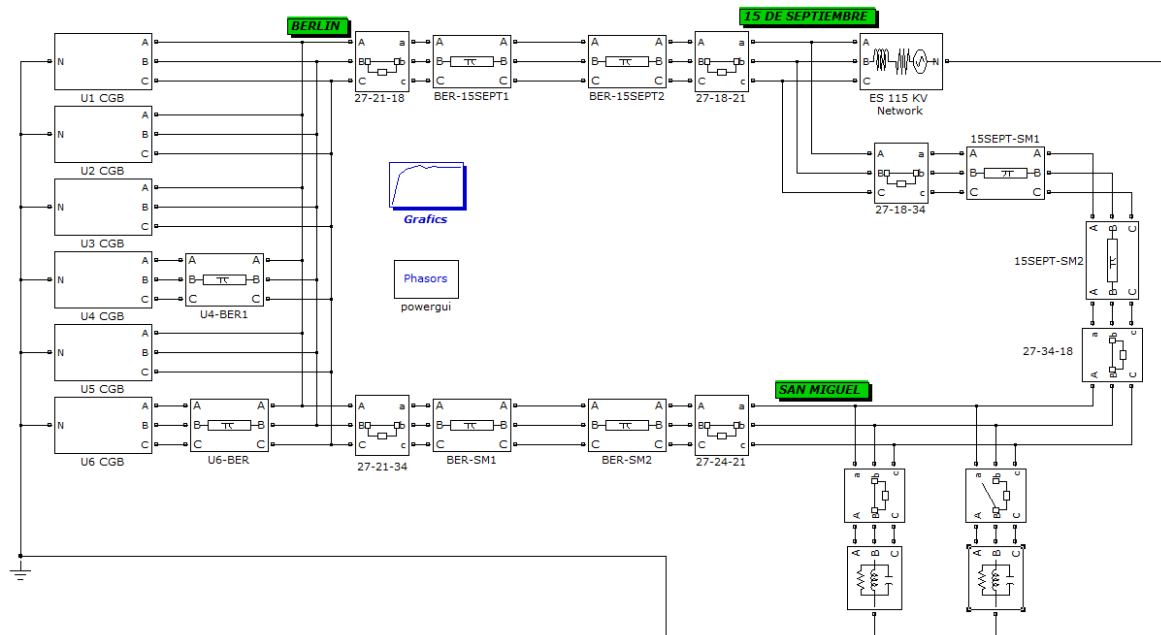 BERLIN
15 DE SEPTIEMBRE
N
A
B
C
U1 CGB
A
B
C
a
b
c
27-21-18
A
B
C
A
B
C
BER-15SEPT1
A
B
C
A
B
C
BER-15SEPT2
A
B
C
a
b
c
27-18-21
A
B
C
N
ES 115 KV
Network
N
A
B
C
U2 CGB
A
B
C
a
b
c
27-18-34
15SEPT-SM1
A
B
C
A
B
C
N
A
B
C
U3 CGB
Grafics
A
B
C
15SEPT-SM2
A
B
C
N
A
B
C
U4 CGB
A
B
C
A
B
C
U4-BER1
Phasors
powergui
N
A
B
C
U5 CGB
a
b
c
27-34-18
A
B
C
SAN MIGUEL
N
A
B
C
U6 CGB
A
B
C
A
B
C
U6-BER
A
B
C
a
b
c
27-21-34
A
B
C
A
B
C
BER-SM1
A
B
C
A
B
C
BER-SM2
A
B
C
a
b
c
27-24-21
a
b
c
A
B
C
a
b
c
A
B
C
A
B
C
A
B
C